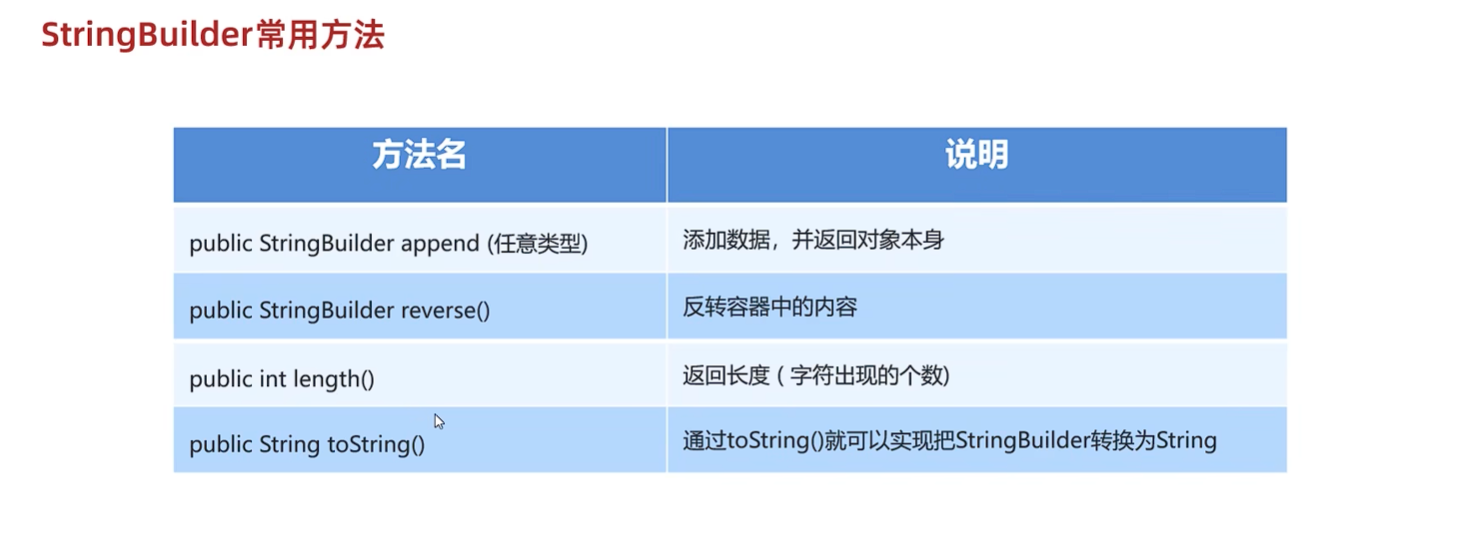 StringBuilder常用方法
方法名
说明
public StringBuilder append (任意类型)
添加数据，并返回对象本身
public StringBuilder reverse()
反转容器中的内容
public int length()
返回长度 ( 字符出现的个数)
public String toString()
通过toString()就可以实现把StringBuilder转换为String